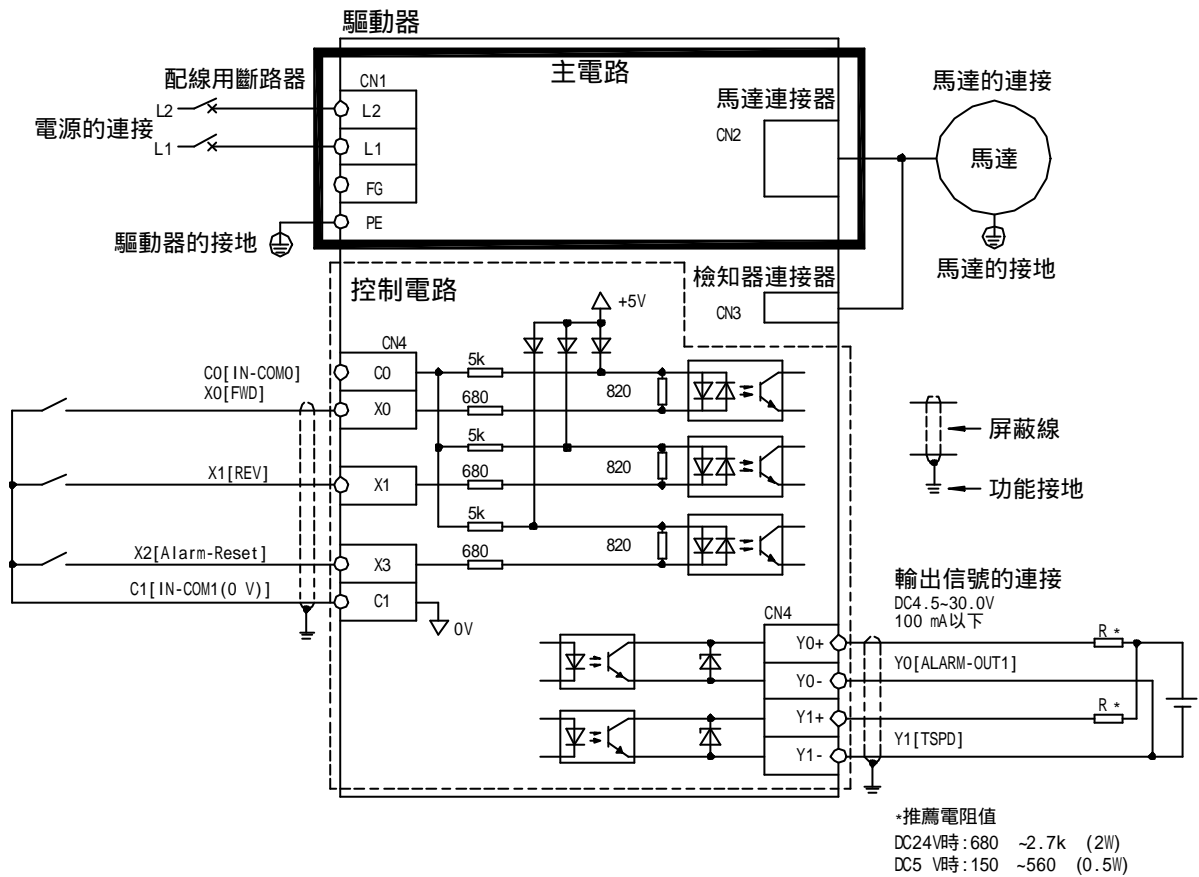 驅動器
主電路
配線用斷路器
CN1
L2
L2
電源的連接
L1
L1
FG
PE
驅動器的接地
馬達連接器
CN2
馬達的連接
馬達
馬達的接地
控制電路
檢知器連接器
CN3
+5V
CN4
C0[IN-COM0]
C0
5k
820
X0[FWD]
X0
680
5k
820
X1[REV]
X1
680
5k
820
X2[Alarm-Reset]
X3
680
C1[IN-COM1(0 V)]
C1
0V
屏蔽線
功能接地
輸出信號的連接
DC4.5~30.0V
100 mA以下
CN4
Y0+
R *
Y0[ALARM-OUT1]
Y0-
Y1+
R *
Y1[TSPD]
Y1-
*推薦電阻值
DC24V時:680 ~2.7k (2W)
DC5 V時:150 ~560 (0.5W)